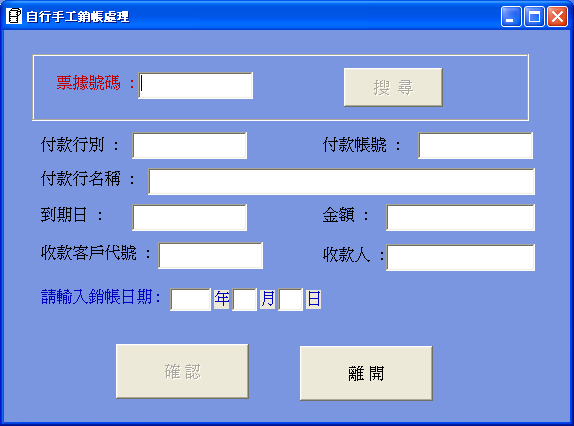 自行手工銷帳處理
票據號碼 : 搜 尋
付款行別 : 付款帳號 :
付款行名稱 :
到期日 : 金額 :
收款客戶代號 : 收款人 :
請輸入銷帳日期: 年 月 日
確 認 離 開